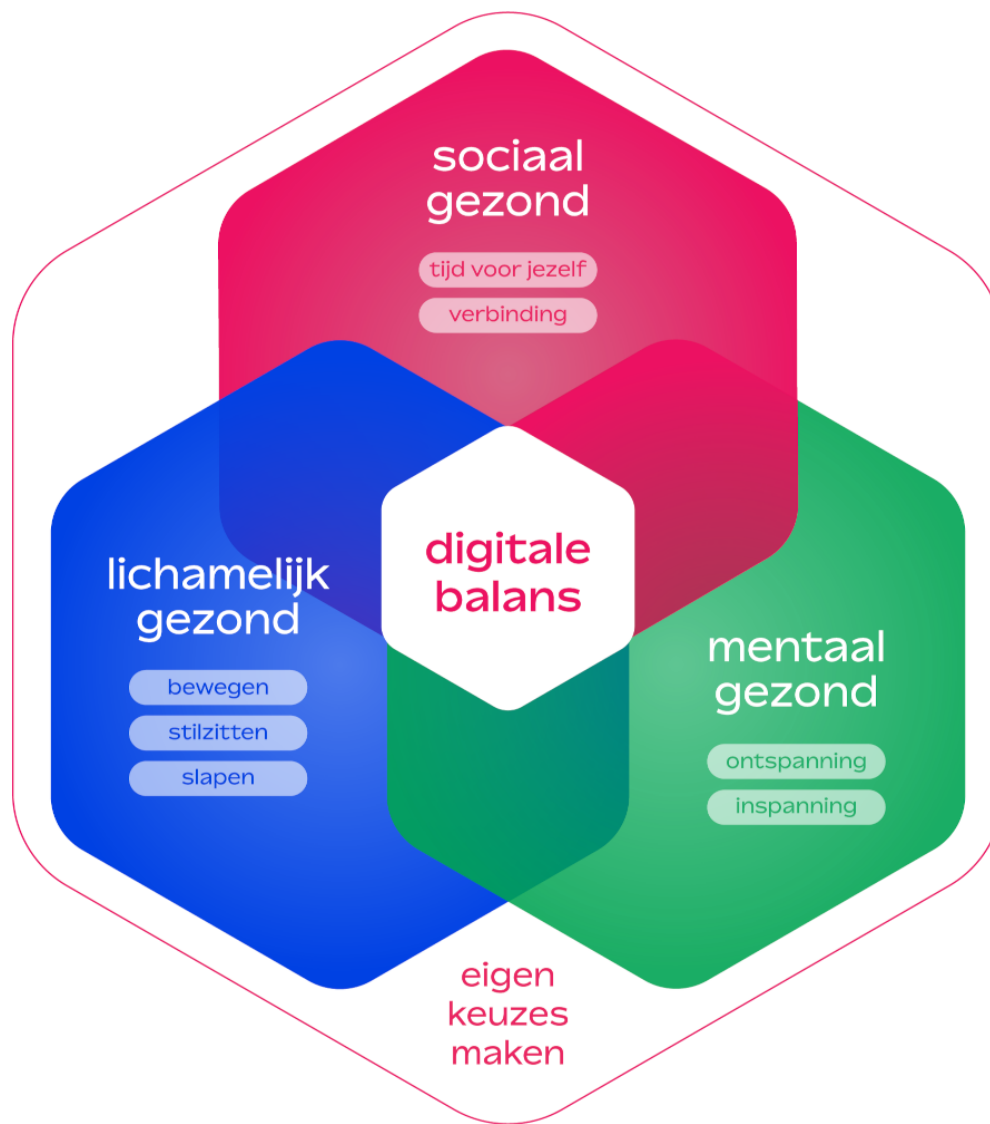 sociaal
gezond
tijd voor jezelf
verbinding
digitale
balans
lichamelijk
gezond
bewegen
stilzitten
slapen
mentaal
gezond
ontspanning
inspanning
eigen
keuzes
maken